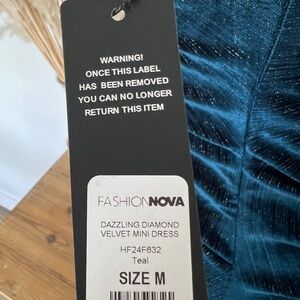 WARNING!
ONCE THIS LABEL
HAS BEEN REMOVED
YOU CAN NO LONGER
RETURN THIS ITEM
FASHIONNOVA
DAZZLING DIAMOND
VELVET MINI DRESS
HF24F632
Teal
SIZE M